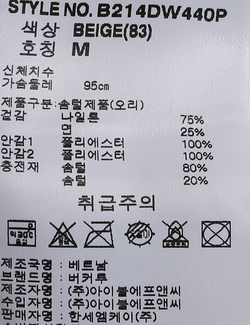 STYLE NO. B214DW440P
색상 BEIGE(83)
호칭 M
신체치수
가슴둘레 95cm
제품구분:솜털제품(오리)
겉감 나일론 75%
면 25%
안감1 폴리에스터 100%
안감2 폴리에스터 100%
충전재 솜털 80%
솜털 20%
취급주의
제조국명 : 베트남
브랜드명 : 버커루
제조자명 : (주)아이올에프앤씨
수입자명 : (주)아이올에프앤씨
판매자명 : 한세엠케이(주)